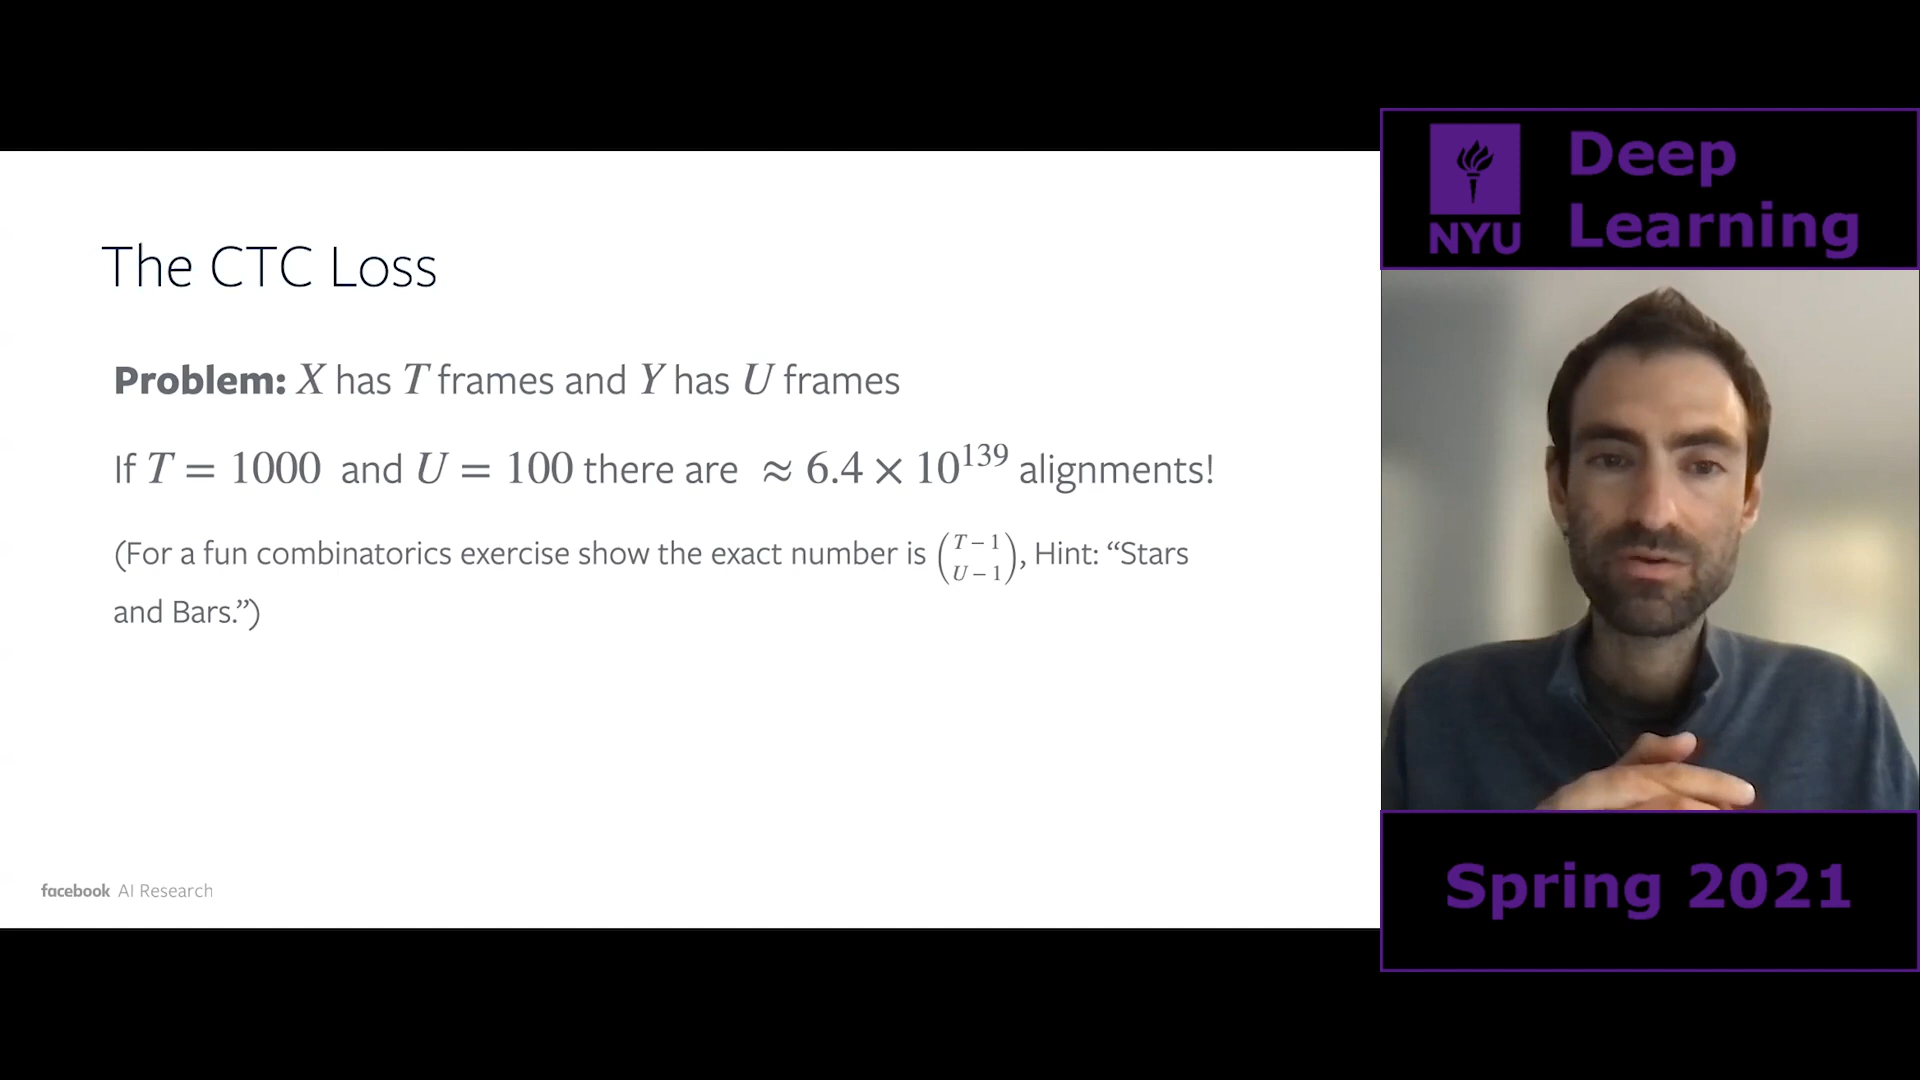 The CTC Loss
Problem: X has T frames and Y has U frames
If T = 1000 and U = 100 there are ≈ 6.4 × 10^139 alignments!
(For a fun combinatorics exercise show the exact number is (T − 1 U − 1), Hint: “Stars
and Bars.”)
facebook AI Research
NYU
Deep
Learning
Spring 2021